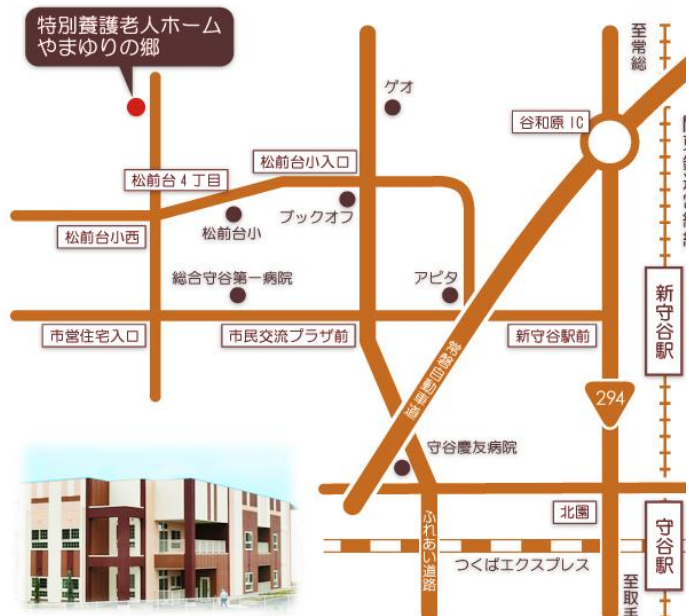 特別養護老人ホーム
やまゆりの郷
至常総
ゲオ
谷和原IC
松前台小入口
松前台4丁目
ブックオフ
松前台小
松前台小西
総合守谷第一病院
アピタ
新守谷駅
市営住宅入口
市民交流プラザ前
新守谷駅前
常磐自動車道
294
守谷慶友病院
北園
守谷駅
ふれあい道路
つくばエクスプレス
至取手